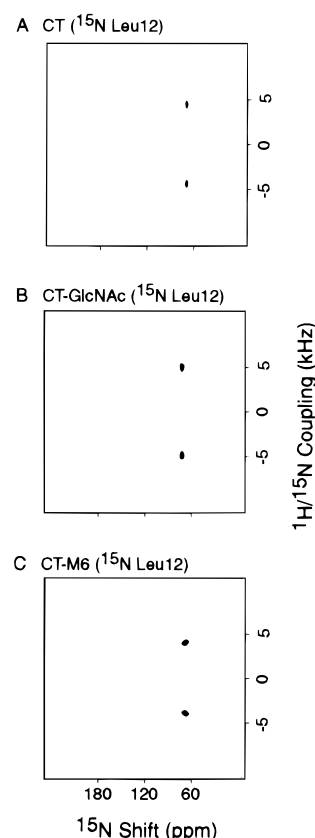 A CT (15N Leu12)
5
0
-5
B CT-GlcNAc (15N Leu12)
5
0
-5
1H/15N Coupling (kHz)
C CT-M6 (15N Leu12)
5
0
-5
180 120 60
15N Shift (ppm)